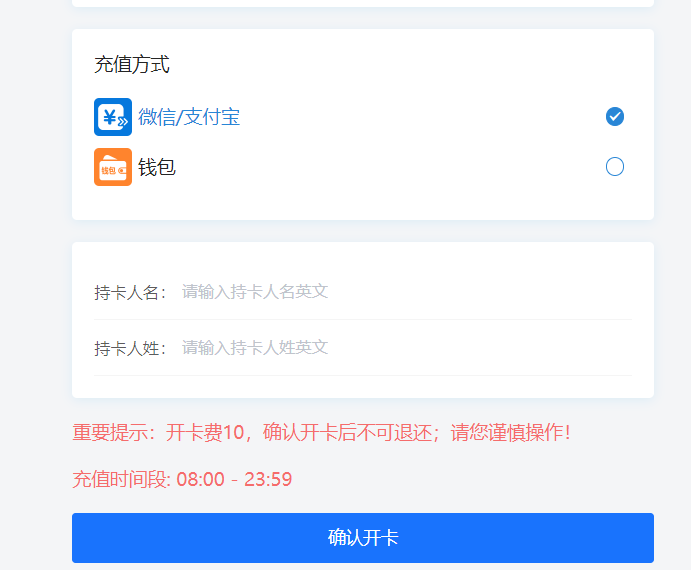 充值方式
¥ 微信/支付宝
钱包 钱包
持卡人名： 请输入持卡人名英文
持卡人姓： 请输入持卡人姓英文
重要提示：开卡费10，确认开卡后不可退还；请您谨慎操作！
充值时间段: 08:00 - 23:59
确认开卡